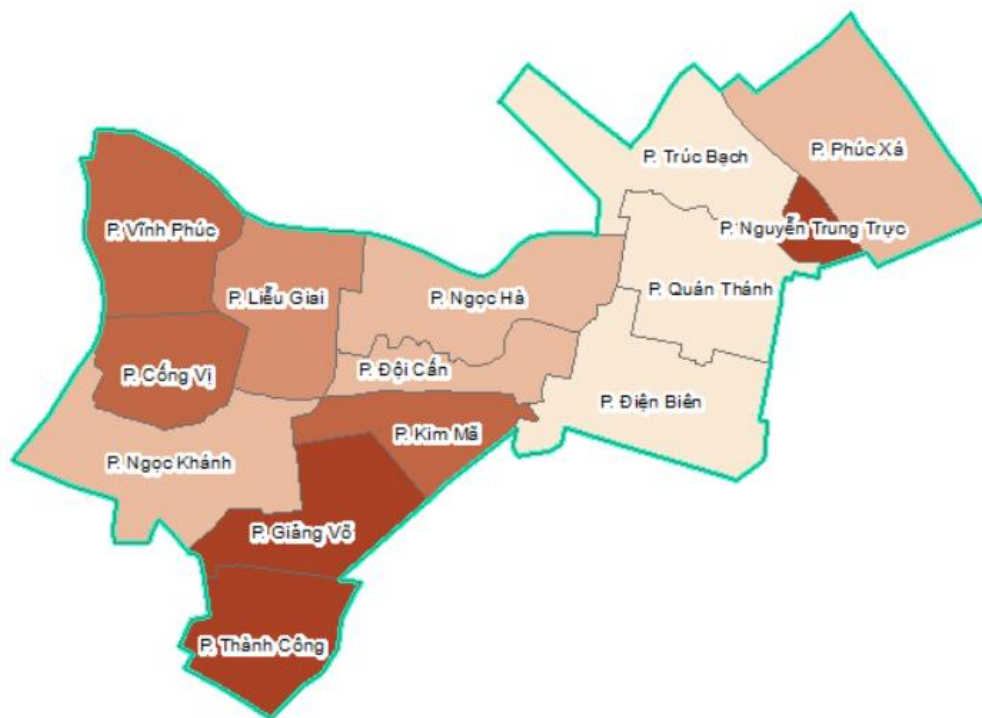 P. Trúc Bạch
P. Phúc Xá
P. Vĩnh Phúc
P. Nguyễn Trung Trực
P. Liễu Giai
P. Ngọc Hà
P. Quán Thánh
P. Cống Vị
P. Đội Cấn
P. Điện Biên
P. Kim Mã
P. Ngọc Khánh
P. Giảng Võ
P. Thành Công